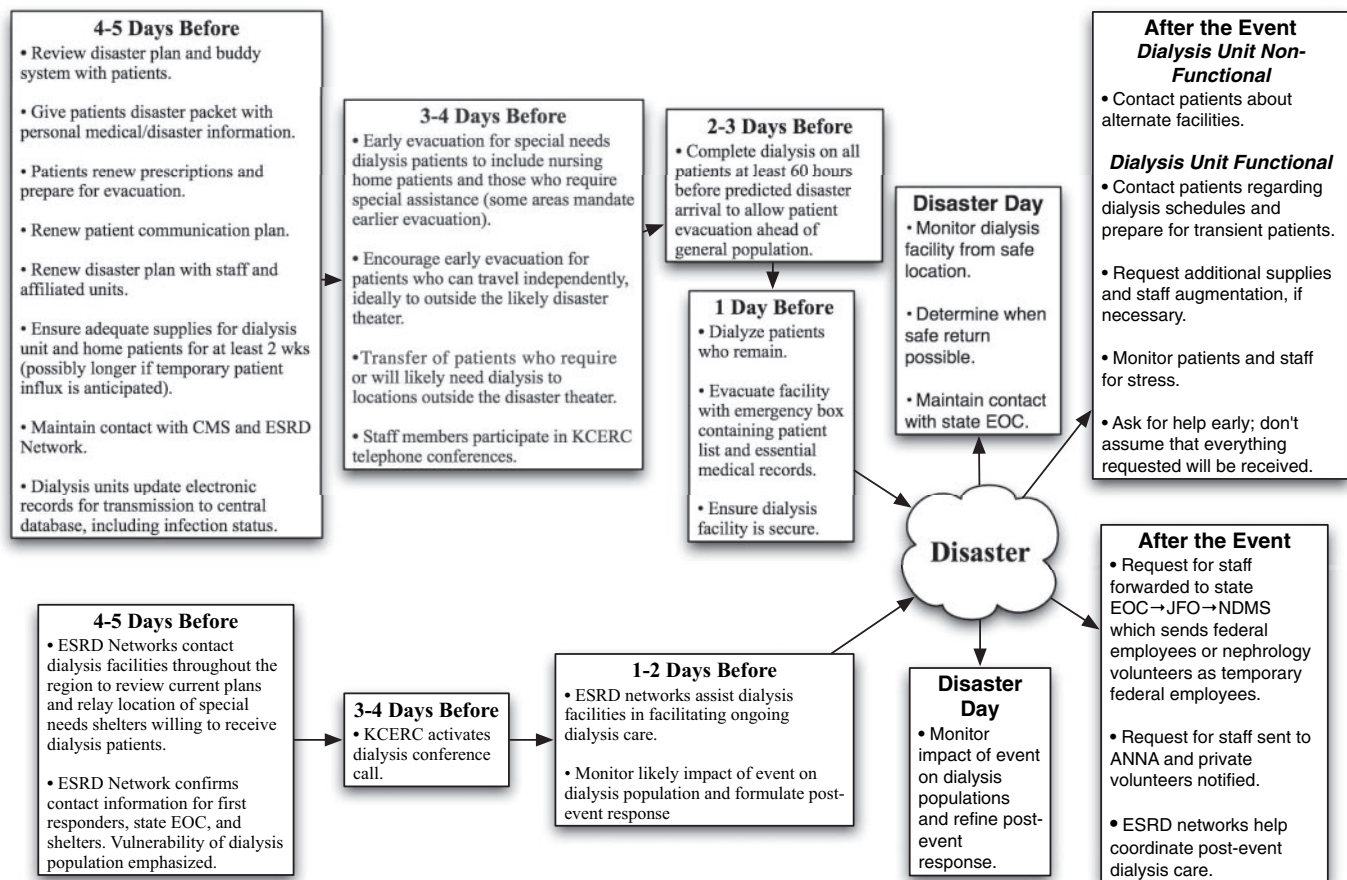 4-5 Days Before
• Review disaster plan and buddy
system with patients.
• Give patients disaster packet with
personal medical/disaster information.
• Patients renew prescriptions and
prepare for evacuation.
• Renew patient communication plan.
• Renew disaster plan with staff and
affiliated units.
• Ensure adequate supplies for dialysis
unit and home patients for at least 2 wks
(possibly longer if temporary patient
influx is anticipated).
• Maintain contact with CMS and ESRD
Network.
• Dialysis units update electronic
records for transmission to central
database, including infection status.
3-4 Days Before
• Early evacuation for special needs
dialysis patients to include nursing
home patients and those who require
special assistance (some areas mandate
earlier evacuation).
• Encourage early evacuation for
patients who can travel independently,
ideally to outside the likely disaster
theater.
• Transfer of patients who require
or will likely need dialysis to
locations outside the disaster theater.
• Staff members participate in KCERC
telephone conferences.
2-3 Days Before
• Complete dialysis on all
patients at least 60 hours
before predicted disaster
arrival to allow patient
evacuation ahead of
general population.
1 Day Before
• Dialyze patients
who remain.
• Evacuate facility
with emergency box
containing patient
list and essential
medical records.
• Ensure dialysis
facility is secure.
Disaster Day
• Monitor dialysis
facility from safe
location.
• Determine when
safe return
possible.
• Maintain contact
with state EOC.
After the Event
Dialysis Unit Non-
Functional
• Contact patients about
alternate facilities.
Dialysis Unit Functional
• Contact patients regarding
dialysis schedules and
prepare for transient patients.
• Request additional supplies
and staff augmentation, if
necessary.
• Monitor patients and staff
for stress.
• Ask for help early; don't
assume that everything
requested will be received.
Disaster
4-5 Days Before
• ESRD Networks contact
dialysis facilities throughout the
region to review current plans
and relay location of special
needs shelters willing to receive
dialysis patients.
• ESRD Network confirms
contact information for first
responders, state EOC, and
shelters. Vulnerability of dialysis
population emphasized.
3-4 Days Before
• KCERC activates
dialysis conference
call.
1-2 Days Before
• ESRD networks assist dialysis
facilities in facilitating ongoing
dialysis care.
• Monitor likely impact of event on
dialysis population and formulate post-
event response
Disaster
Day
• Monitor
impact of event
on dialysis
populations
and refine post-
event
response.
After the Event
• Request for staff
forwarded to state
EOC→JFO→NDMS
which sends federal
employees or nephrology
volunteers as temporary
federal employees.
• Request for staff sent to
ANNA and private
volunteers notified.
• ESRD networks help
coordinate post-event
dialysis care.